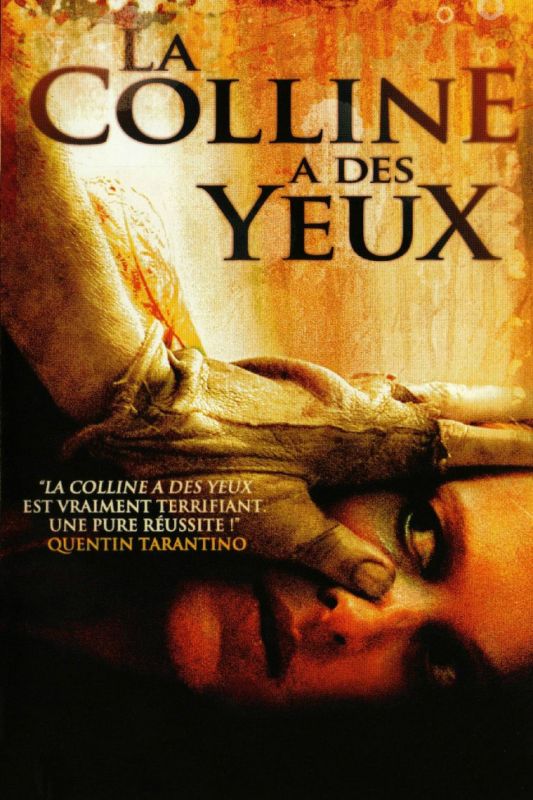 LA
COLLINE
A DES
YEUX
"LA COLLINE A DES YEUX
EST VRAIMENT TERRIFIANT.
UNE PURE RÉUSSITE !"
QUENTIN TARANTINO